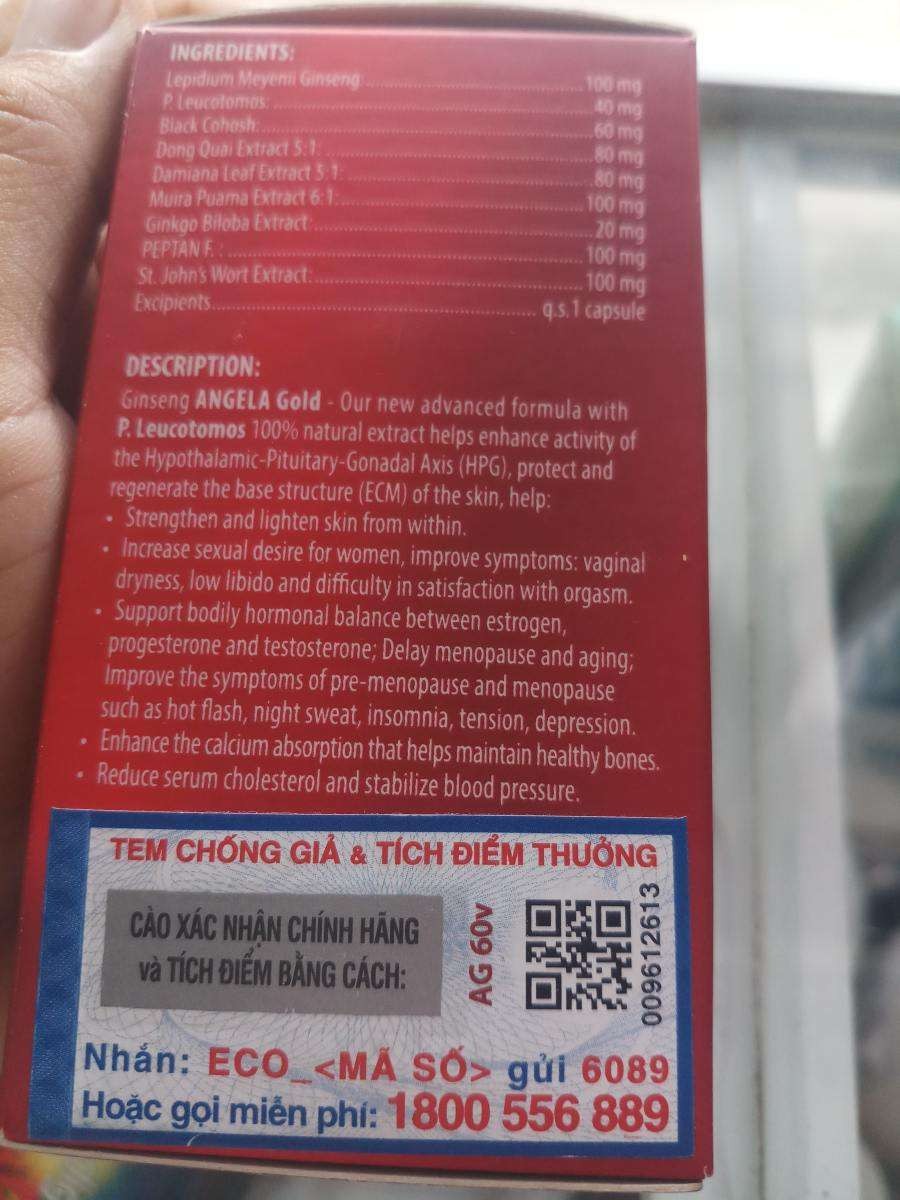 INGREDIENTS:
Lepidium Meyenii Ginseng 100 mg
P. Leucotomos: 40 mg
Black Cohosh: 60 mg
Dong Quai Extract 5:1: 80 mg
Damiana Leaf Extract 5:1: 80 mg
Muira Puama Extract 6:1: 100 mg
Ginkgo Biloba Extract: 20 mg
PEPTAN F.: 100 mg
St. John's Wort Extract: 100 mg
Excipients q.s.1 capsule
DESCRIPTION:
Ginseng ANGELA Gold - Our new advanced formula with
P. Leucotomos 100% natural extract helps enhance activity of
the Hypothalamic-Pituitary-Gonadal Axis (HPG), protect and
regenerate the base structure (ECM) of the skin, help:
• Strengthen and lighten skin from within.
• Increase sexual desire for women, improve symptoms: vaginal
dryness, low libido and difficulty in satisfaction with orgasm.
• Support bodily hormonal balance between estrogen,
progesterone and testosterone; Delay menopause and aging;
Improve the symptoms of pre-menopause and menopause
such as hot flash, night sweat, insomnia, tension, depression.
• Enhance the calcium absorption that helps maintain healthy bones.
• Reduce serum cholesterol and stabilize blood pressure.
TEM CHỐNG GIẢ & TÍCH ĐIỂM THƯỞNG
CÀO XÁC NHẬN CHÍNH HÃNG
và TÍCH ĐIỂM BẰNG CÁCH:
AG 60v
009612613
Nhắn: ECO_<MÃ SỐ> gửi 6089
Hoặc gọi miễn phí: 1800 556 889